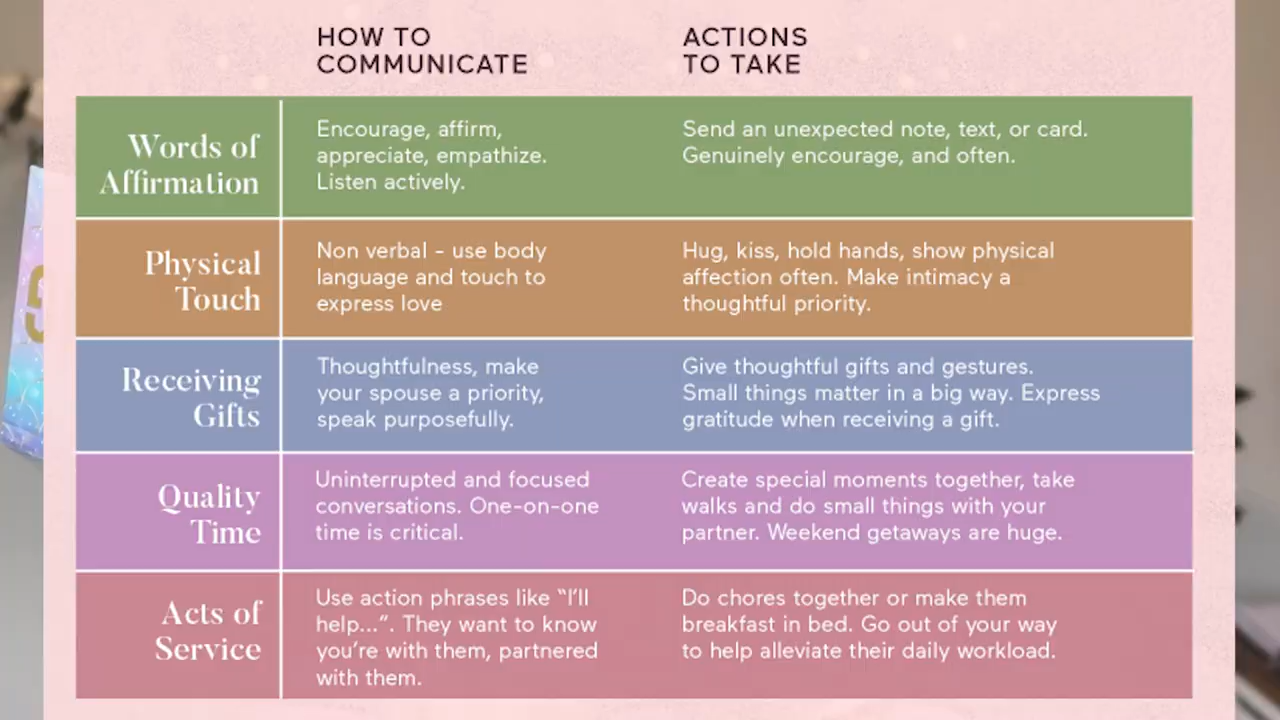 HOW TO
COMMUNICATE
ACTIONS
TO TAKE
Words of
Affirmation
Encourage, affirm,
appreciate, empathize.
Listen actively.
Send an unexpected note, text, or card.
Genuinely encourage, and often.
Physical
Touch
Non verbal - use body
language and touch to
express love
Hug, kiss, hold hands, show physical
affection often. Make intimacy a
thoughtful priority.
Receiving
Gifts
Thoughtfulness, make
your spouse a priority,
speak purposefully.
Give thoughtful gifts and gestures.
Small things matter in a big way. Express
gratitude when receiving a gift.
Quality
Time
Uninterrupted and focused
conversations. One-on-one
time is critical.
Create special moments together, take
walks and do small things with your
partner. Weekend getaways are huge.
Acts of
Service
Use action phrases like “I’ll
help...”. They want to know
you’re with them, partnered
with them.
Do chores together or make them
breakfast in bed. Go out of your way
to help alleviate their daily workload.